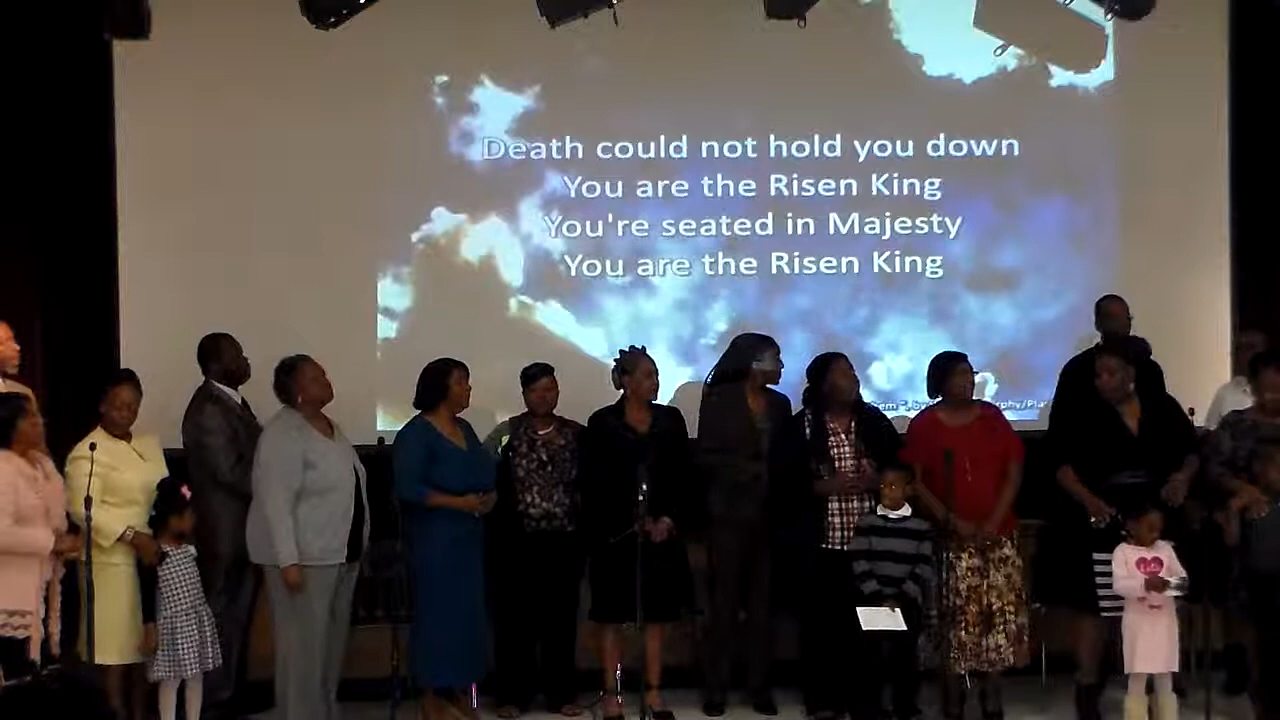 Death could not hold you down
You are the Risen King
You're seated in Majesty
You are the Risen King